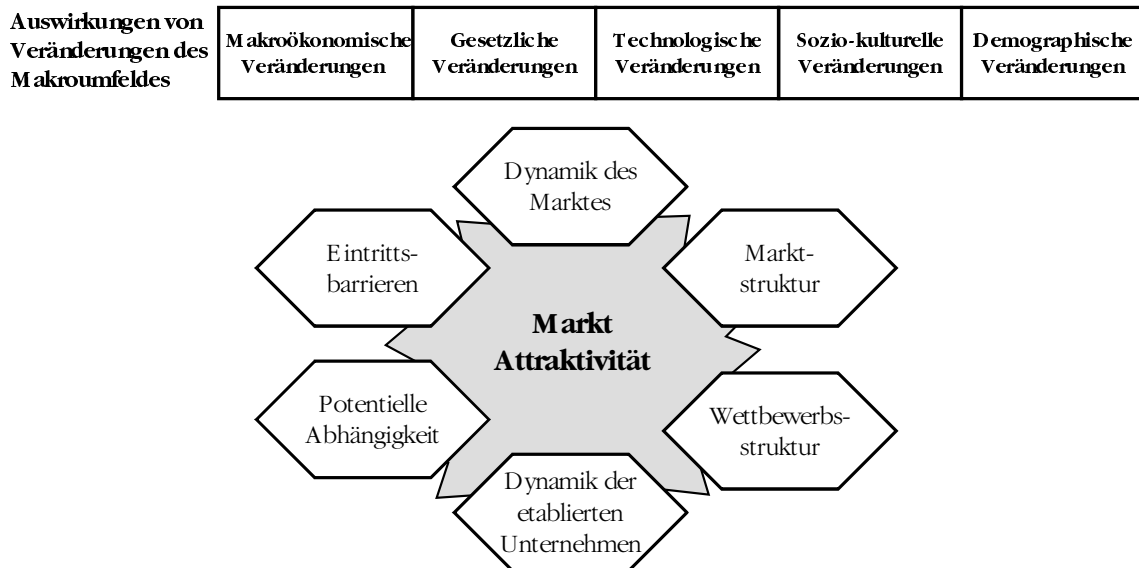 Auswirkungen von
Veränderungen des
Makroumfeldes
Makroökonomische
Veränderungen
Gesetzliche
Veränderungen
Technologische
Veränderungen
Sozio-kulturelle
Veränderungen
Demographische
Veränderungen
Dynamik des
Marktes
Eintritts-
barrieren
Markt-
struktur
Markt
Attraktivität
Potentielle
Abhängigkeit
Wettbewerbs-
struktur
Dynamik der
etablierten
Unternehmen